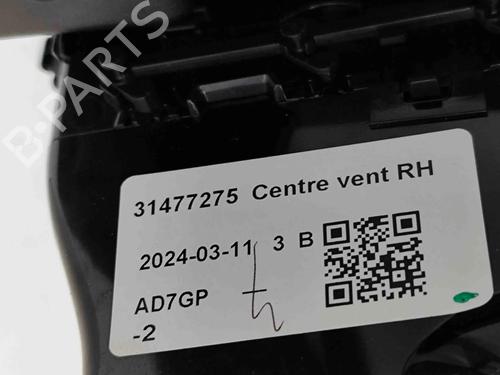 B-PARTS
31477275 Centre vent RH
2024-03-11 3 B
AD7GP
-2